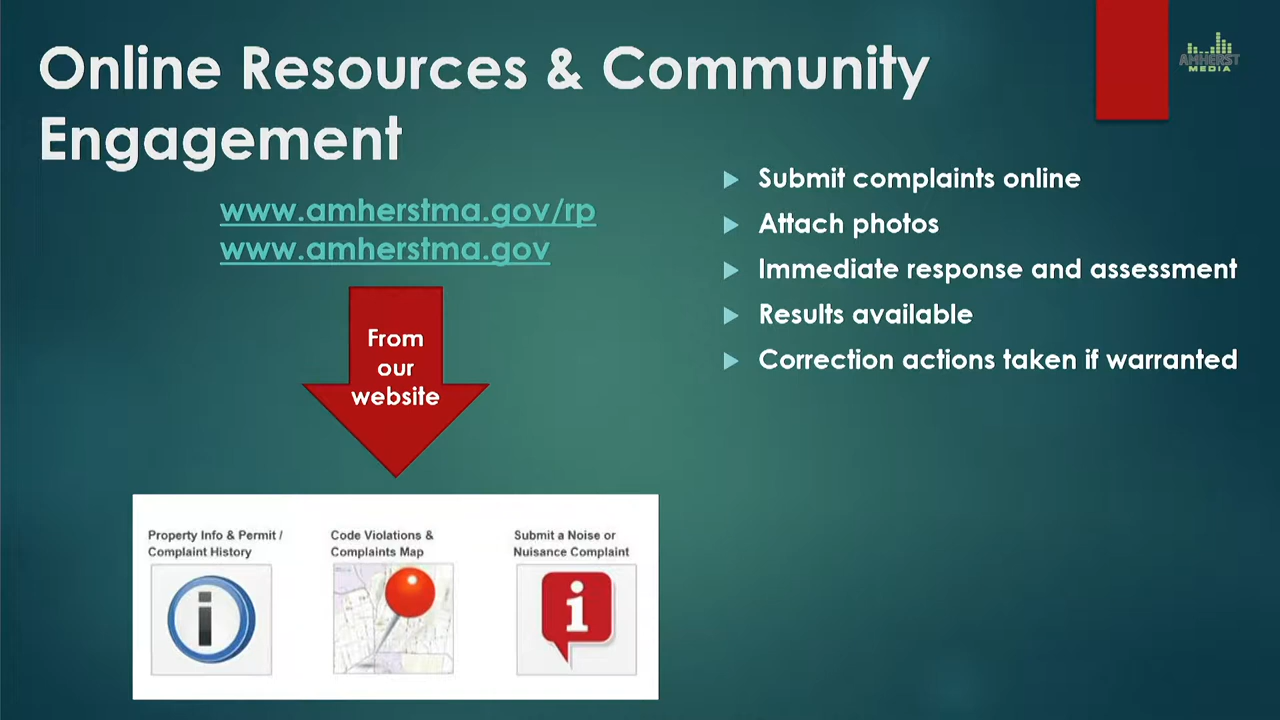 Online Resources & Community
Engagement
AMHERST
MEDIA
www.amherstma.gov/rp
www.amherstma.gov
From
our
website
Submit complaints online
Attach photos
Immediate response and assessment
Results available
Correction actions taken if warranted
Property Info & Permit /
Complaint History
Code Violations &
Complaints Map
Submit a Noise or
Nuisance Complaint